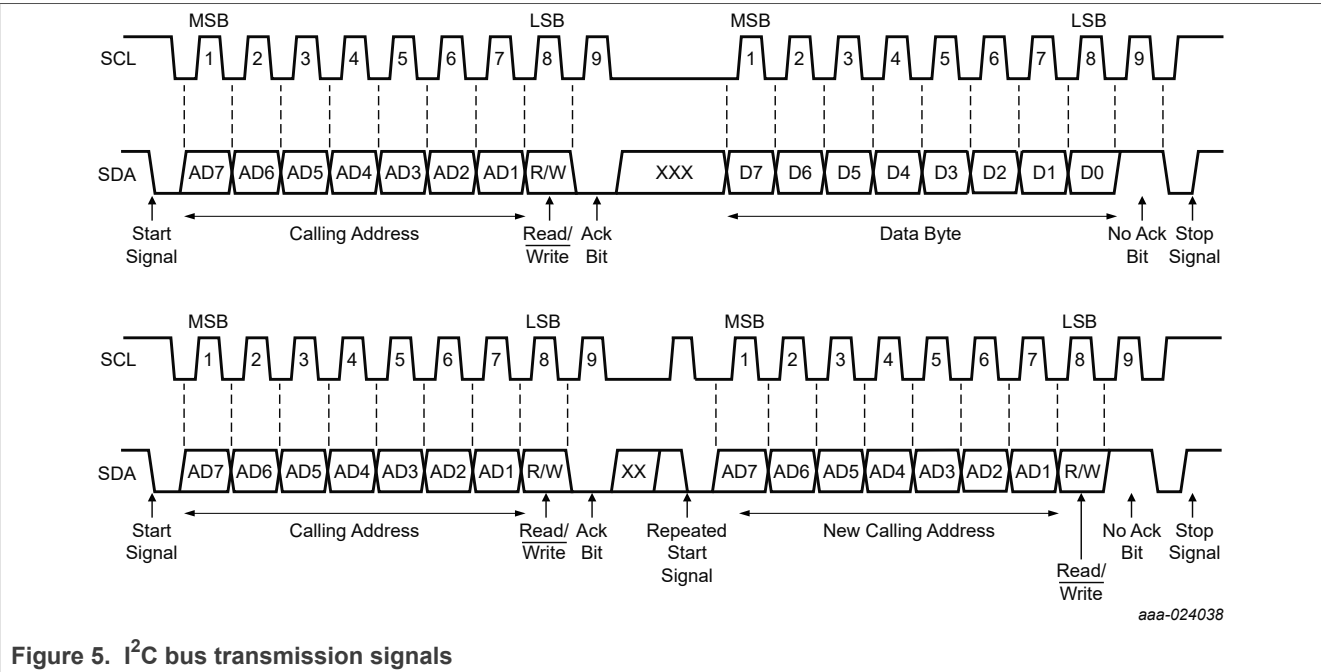 MSB LSB MSB LSB
SCL 1 2 3 4 5 6 7 8 9 1 2 3 4 5 6 7 8 9
SDA AD7 AD6 AD5 AD4 AD3 AD2 AD1 R/W XXX D7 D6 D5 D4 D3 D2 D1 D0
Start Calling Address Read/ Ack Data Byte No Ack Stop
Signal Write Bit Bit Signal
MSB LSB MSB LSB
SCL 1 2 3 4 5 6 7 8 9 1 2 3 4 5 6 7 8 9
SDA AD7 AD6 AD5 AD4 AD3 AD2 AD1 R/W XX AD7 AD6 AD5 AD4 AD3 AD2 AD1 R/W
Start Calling Address Read/ Ack Repeated New Calling Address No Ack Stop
Signal Write Bit Start Bit Signal
Signal Read/
Write
aaa-024038
Figure 5. I²C bus transmission signals